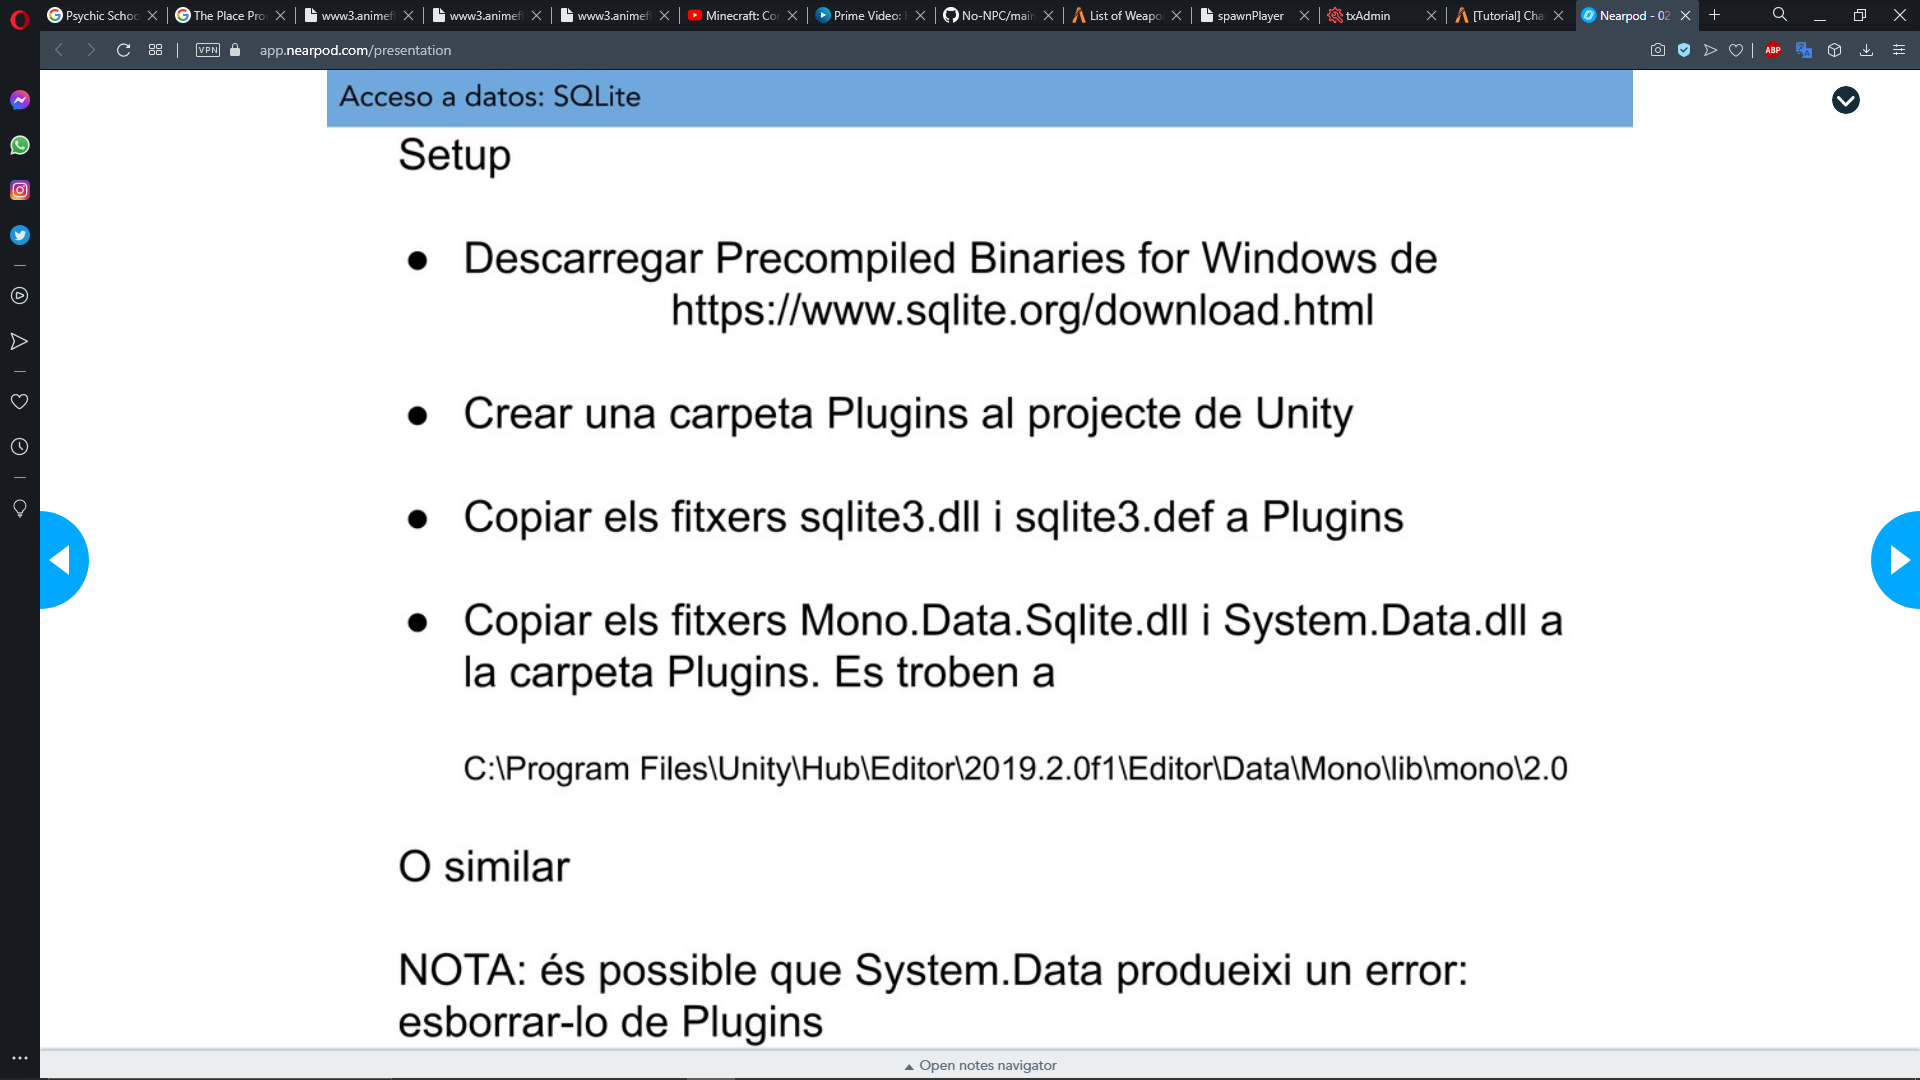 Psychic Schoo
The Place Pro
www3.animefl
www3.animefl
www3.animefl
Minecraft: Co
Prime Video:
No-NPC/main
List of Weapo
spawnPlayer
txAdmin
[Tutorial] Cha
Nearpod - 02
VPN
app.nearpod.com/presentation
ABP
Acceso a datos: SQLite
Setup
● Descarregar Precompiled Binaries for Windows de
https://www.sqlite.org/download.html
● Crear una carpeta Plugins al projecte de Unity
● Copiar els fitxers sqlite3.dll i sqlite3.def a Plugins
● Copiar els fitxers Mono.Data.Sqlite.dll i System.Data.dll a
la carpeta Plugins. Es troben a
C:\Program Files\Unity\Hub\Editor\2019.2.0f1\Editor\Data\Mono\lib\mono\2.0
O similar
NOTA: és possible que System.Data produeixi un error:
esborrar-lo de Plugins
Open notes navigator